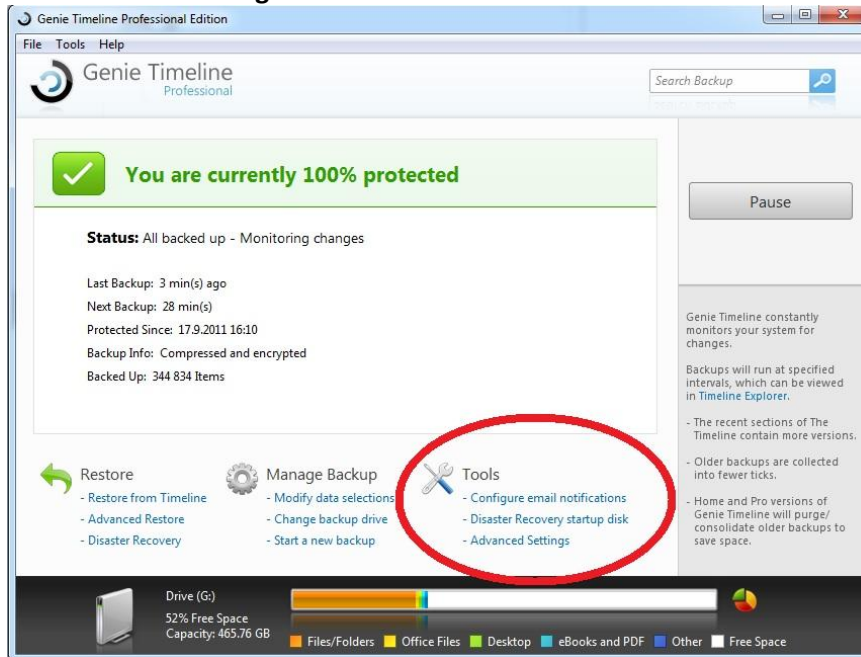 Genie Timeline Professional Edition
File Tools Help
Genie Timeline
Professional
Search Backup
You are currently 100% protected
Pause
Status: All backed up - Monitoring changes
Last Backup: 3 min(s) ago
Next Backup: 28 min(s)
Protected Since: 17.9.2011 16:10
Backup Info: Compressed and encrypted
Backed Up: 344 834 Items
Genie Timeline constantly
monitors your system for
changes.
Backups will run at specified
intervals, which can be viewed
in Timeline Explorer.
- The recent sections of The
Timeline contain more versions.
- Older backups are collected
into fewer ticks.
- Home and Pro versions of
Genie Timeline will purge/
consolidate older backups to
save space.
Restore
- Restore from Timeline
- Advanced Restore
- Disaster Recovery
Manage Backup
- Modify data selections
- Change backup drive
- Start a new backup
Tools
- Configure email notifications
- Disaster Recovery startup disk
- Advanced Settings
Drive (G:)
52% Free Space
Capacity: 465.76 GB
Files/Folders Office Files Desktop eBooks and PDF Other Free Space